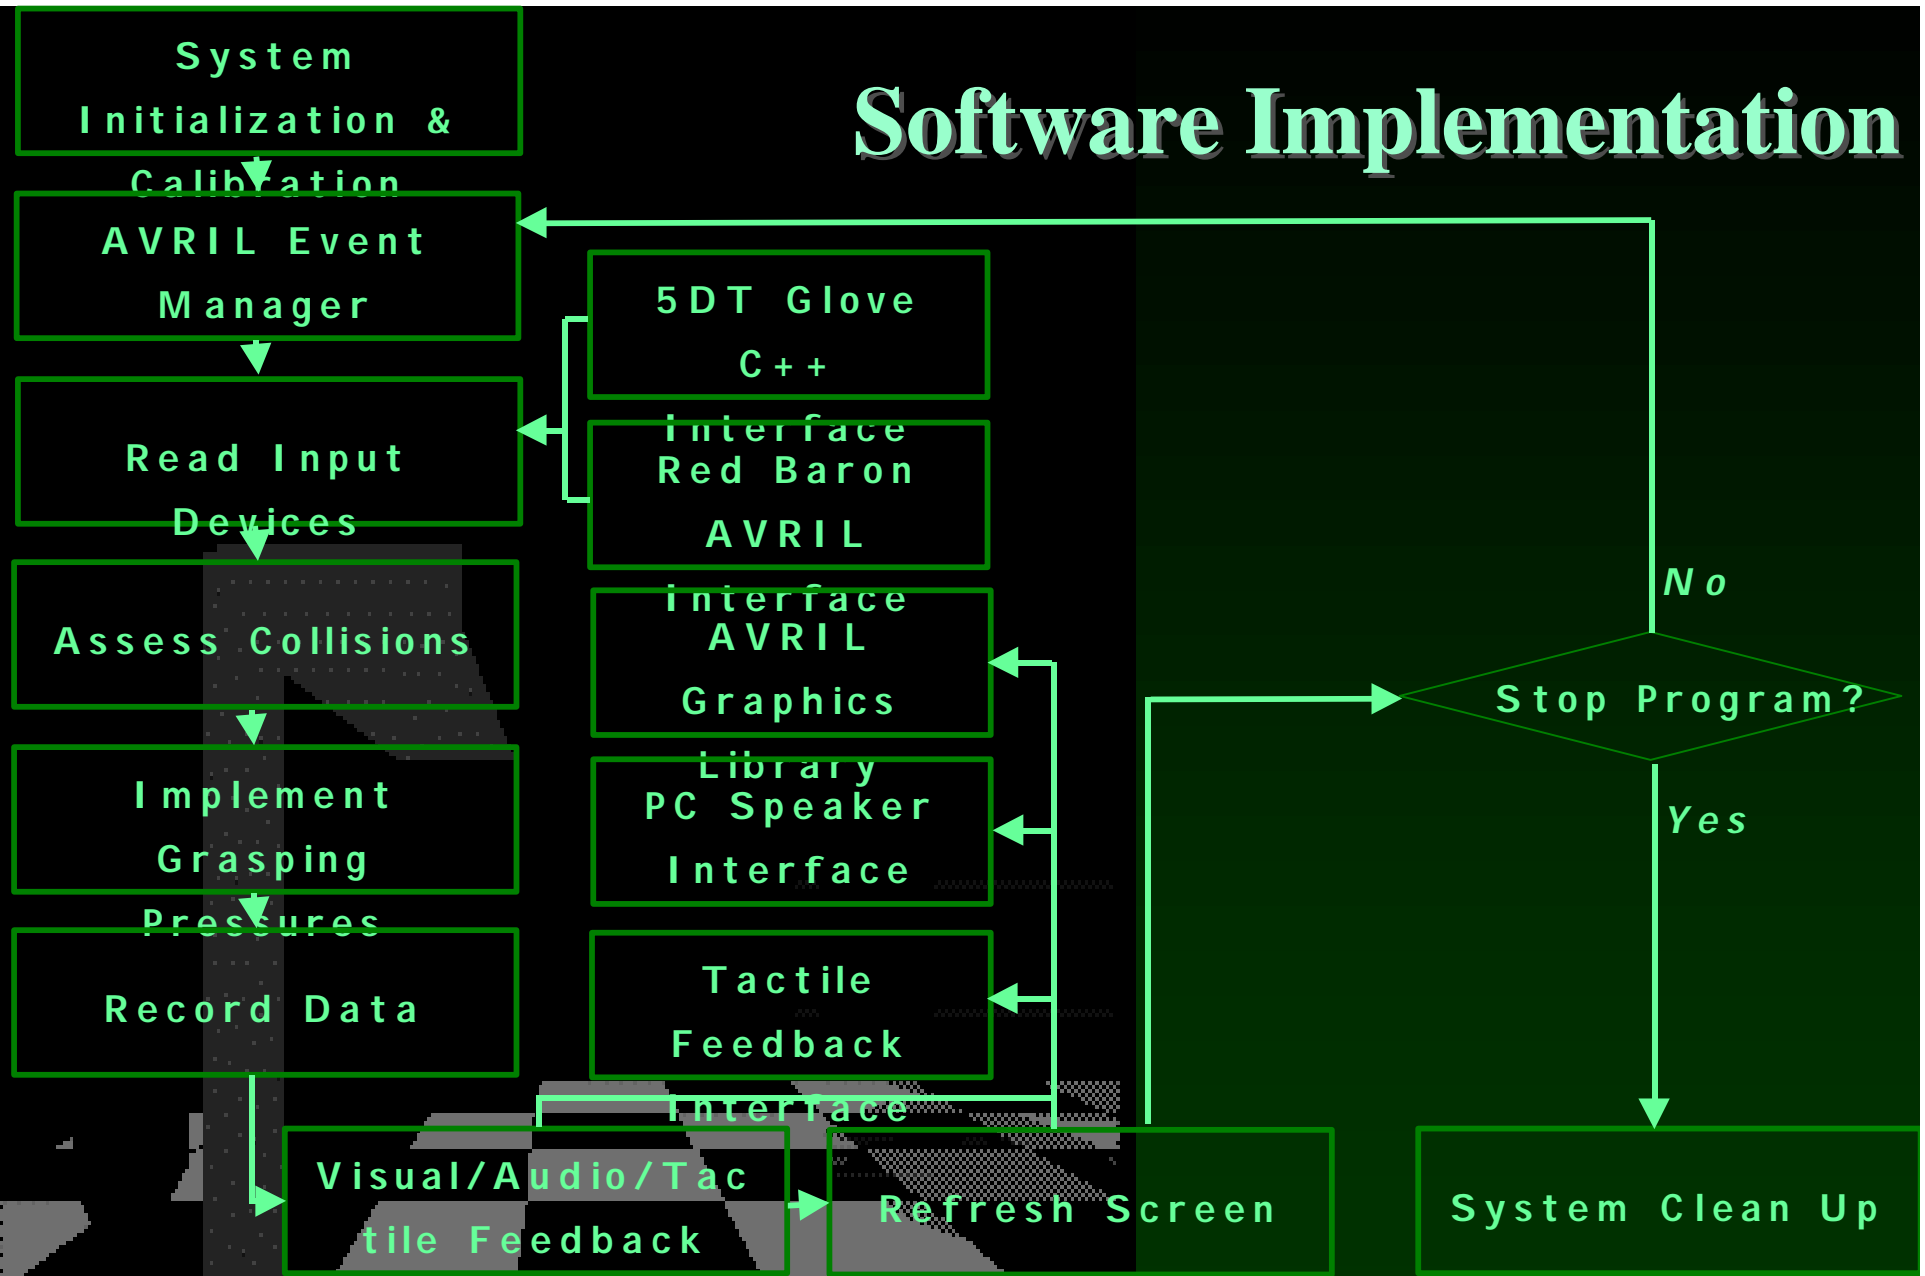 Software Implementation
System
Initialization &
Calibration
AVRIL Event
Manager
Read Input
Devices
Assess Collisions
Implement
Grasping
Pressures
Record Data
5DT Glove
C++
Interface
Red Baron
AVRIL
Interface
AVRIL
Graphics
Library
PC Speaker
Interface
Tactile
Feedback
Interface
Visual/Audio/Tac
tile Feedback
Refresh Screen
No
Stop Program?
Yes
System Clean Up